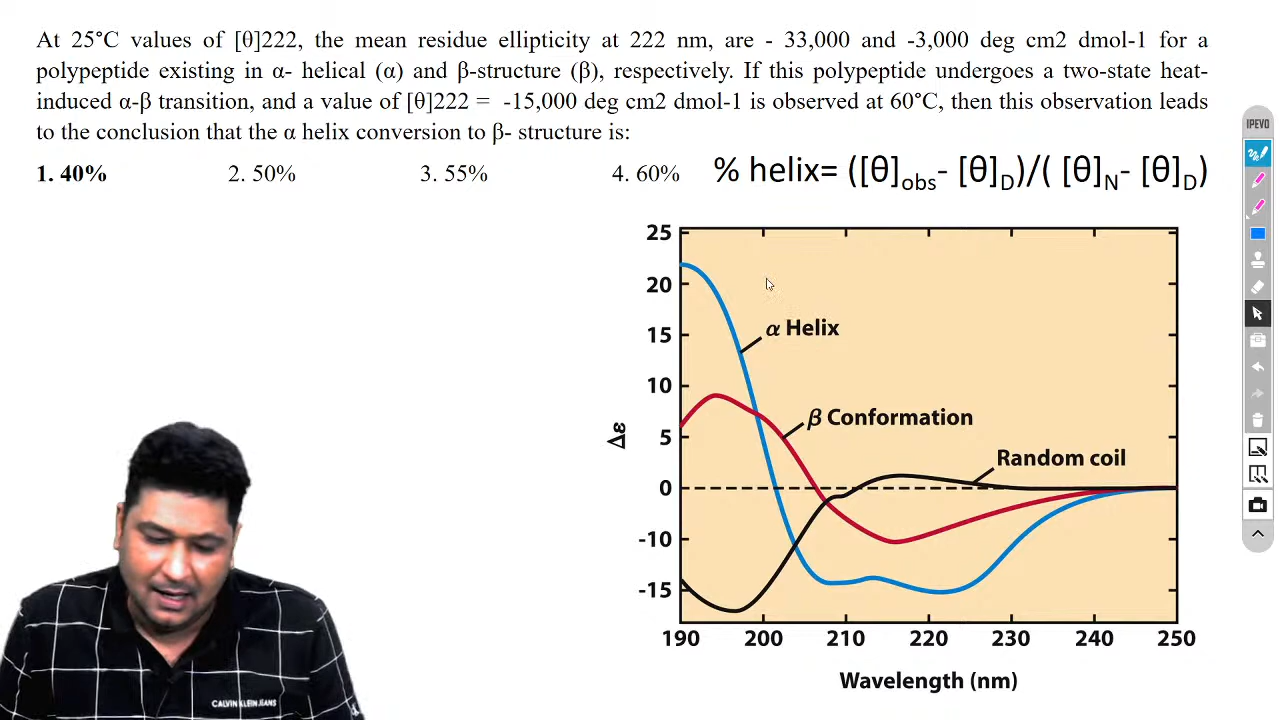 At 25°C values of [θ]222, the mean residue ellipticity at 222 nm, are - 33,000 and -3,000 deg cm2 dmol-1 for a
polypeptide existing in α- helical (α) and β-structure (β), respectively. If this polypeptide undergoes a two-state heat-
induced α-β transition, and a value of [θ]222 = -15,000 deg cm2 dmol-1 is observed at 60°C, then this observation leads
to the conclusion that the α helix conversion to β- structure is:
1. 40% 2. 50% 3. 55% 4. 60%
% helix= ([θ]obs- [θ]D)/( [θ]N- [θ]D)
IPEVO
25
20
15
10
5
0
-10
-15
Δε
α Helix
β Conformation
Random coil
190 200 210 220 230 240 250
Wavelength (nm)
CALVIN KLEIN JEANS